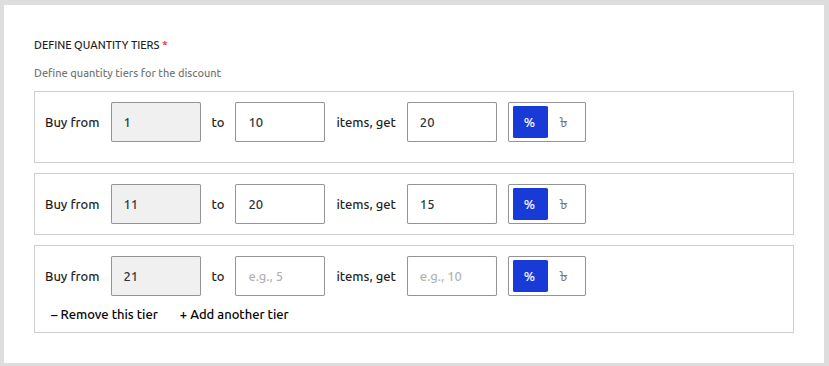 DEFINE QUANTITY TIERS *
Define quantity tiers for the discount
Buy from 1 to 10 items, get 20 % ৳
Buy from 11 to 20 items, get 15 % ৳
Buy from 21 to e.g., 5 items, get e.g., 10 % ৳
– Remove this tier + Add another tier